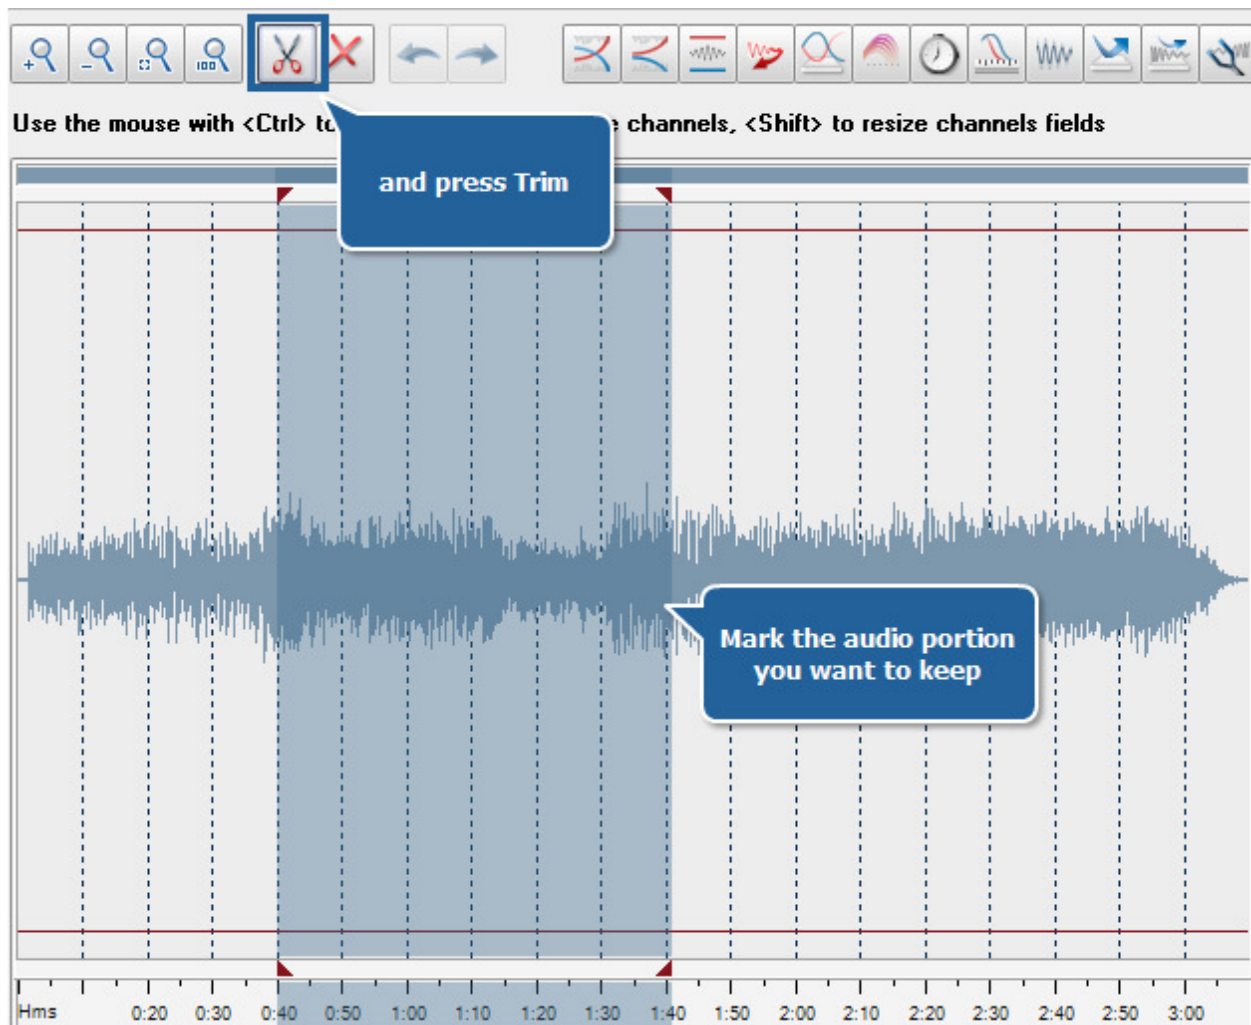 100
Use the mouse with <Ctrl> to channels, <Shift> to resize channels fields
and press Trim
Mark the audio portion
you want to keep
Hms 0:20 0:30 0:40 0:50 1:00 1:10 1:20 1:30 1:40 1:50 2:00 2:10 2:20 2:30 2:40 2:50 3:00